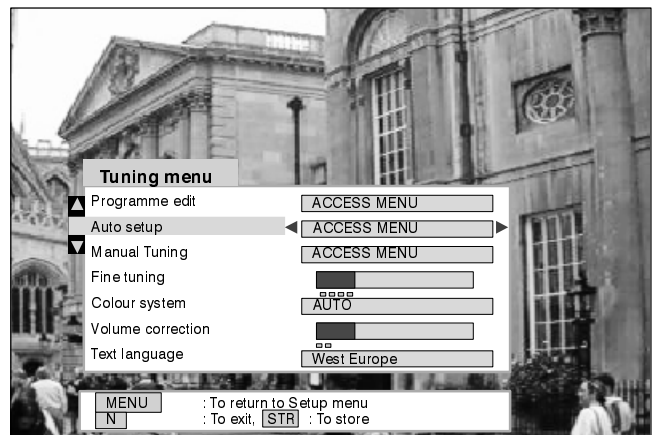 Tuning menu
Programme edit ACCESS MENU
Auto setup ACCESS MENU
Manual Tuning ACCESS MENU
Fine tuning
Colour system AUTO
Volume correction
Text language West Europe
MENU : To return to Setup menu
N : To exit, STR : To store